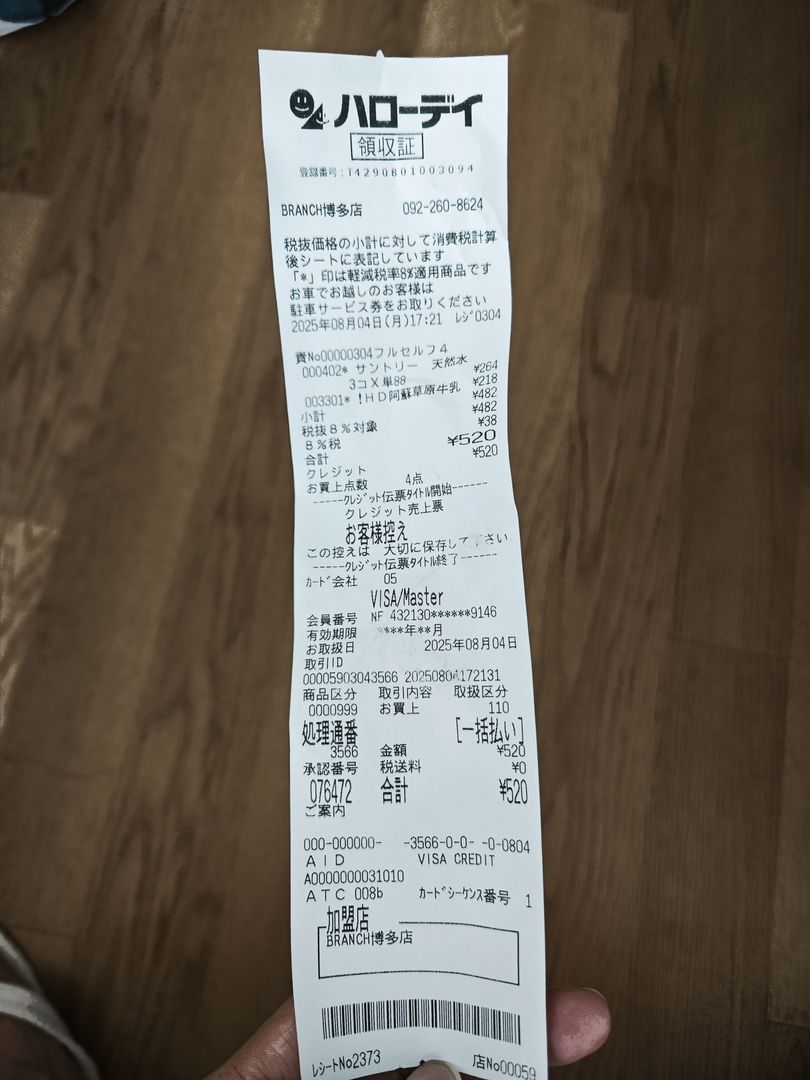 ハローデイ
領収証
登録番号:T4290801003094
BRANCH博多店 092-260-8624
税抜価格の小計に対して消費税計算
後シートに表記しています
「*」印は軽減税率8%適用商品です
お車でお越しのお客様は
駐車サービス券をお取りください
2025年08月04日(月)17:21 レジ0304
責No00000304フルセルフ4
000402* サントリー 天然水
3コX単88 ¥264
003301* !HD阿蘇草原牛乳 ¥218
小計 ¥482
税抜8%対象 ¥482
8%税 ¥38
合計 ¥520
クレジット ¥520
お買上点数 4点
-----クレジット伝票タイトル開始------
クレジット売上票
お客様控え
この控えは 大切に保存して下さい
-----クレジット伝票タイトル終了------
カード会社 05
VISA/Master
会員番号 NF 432130******9146
有効期限 ****年**月
お取扱日 2025年08月04日
取引ID
00005903043566 20250804172131
商品区分 取引内容 取扱区分
0000999 お買上 110
処理通番 [一括払い]
3566 金額 ¥520
承認番号 税送料 ¥0
076472 合計 ¥520
ご案内
000-000000- -3566-0-0- -0-0804
AID VISA CREDIT
A0000000031010
ATC 008b カードシーケンス番号 1
加盟店
BRANCH博多店
レシートNo2373 店No00059